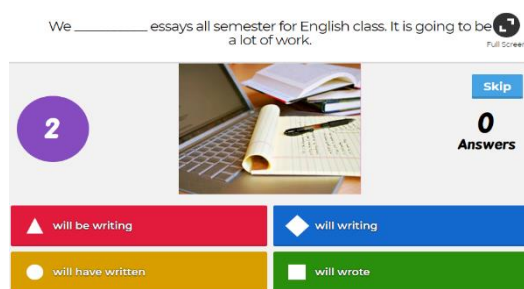 We __________ essays all semester for English class. It is going to be
a lot of work.
Full Screen
Skip
2
0
Answers
will be writing
will writing
will have written
will wrote